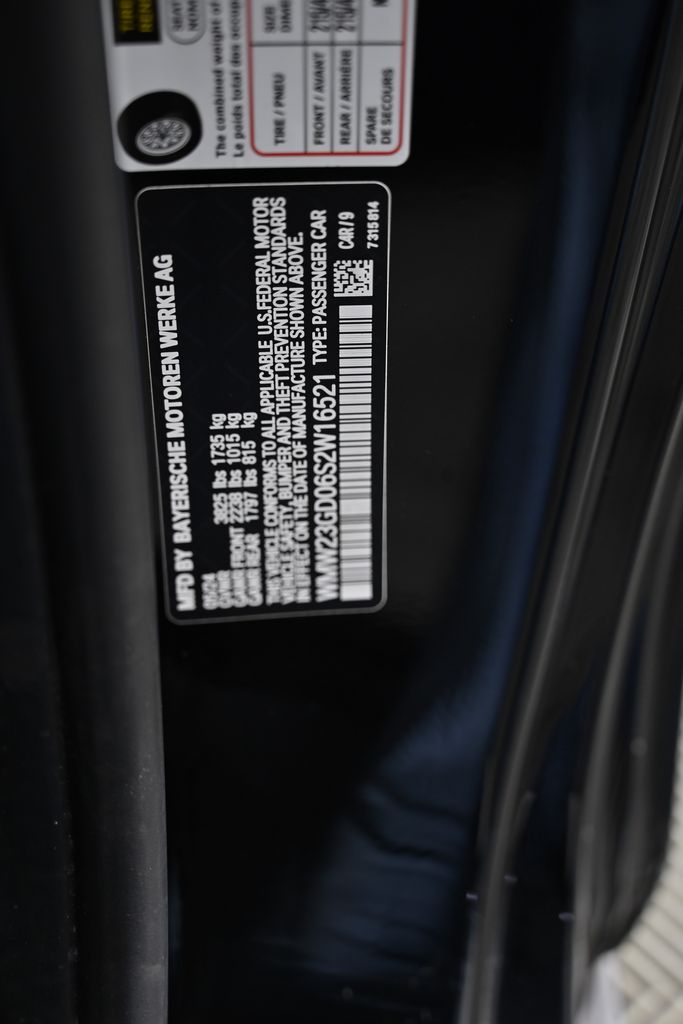 MFD BY BAYERISCHE MOTOREN WERKE AG
05/24
GVWR 3825 lbs 1735 kg
GAWR FRONT 2238 lbs 1015 kg
GAWR REAR 1797 lbs 815 kg
THIS VEHICLE CONFORMS TO ALL APPLICABLE U.S.FEDERAL MOTOR
VEHICLE SAFETY, BUMPER AND THEFT PREVENTION STANDARDS
IN EFFECT ON THE DATE OF MANUFACTURE SHOWN ABOVE.
WMW23GD06S2W16521 TYPE: PASSENGER CAR
C4R/9
7315814
The combined weight of
Le poids total des
TIRE / PNEU
SIZE
FRONT / AVANT
REAR / ARRIÈRE
SPARE
DE SECOURS